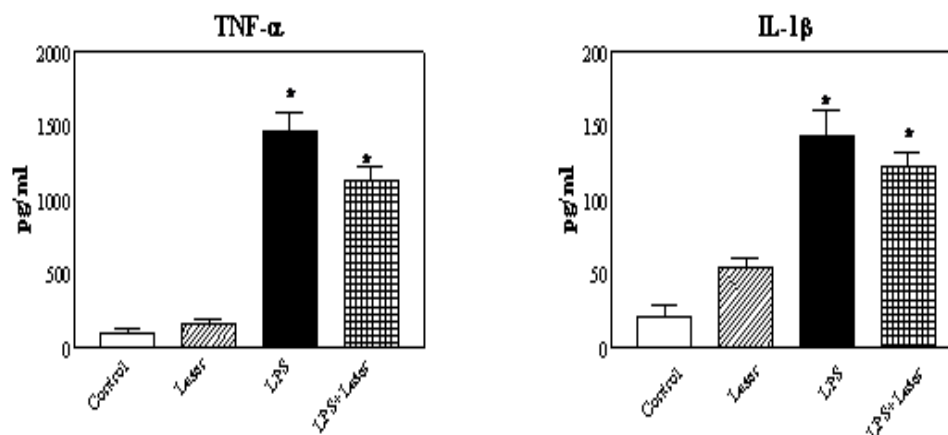 TNF-α
2000
1500
1000
500
0
pg/ml
*
*
Control
Laser
LPS
LPS+Laser
IL-1β
200
150
100
50
0
pg/ml
*
*
Control
Laser
LPS
LPS+Laser